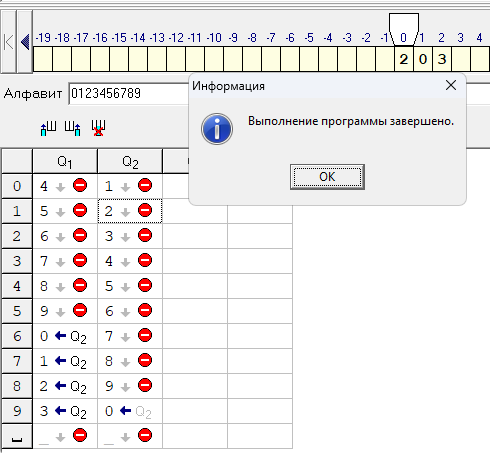 -19 -18 -17 -16 -15 -14 -13 -12 -11 -10 -9 -8 -7 -6 -5 -4 -3 -2 -1 0 1 2 3 4
2 0 3
Алфавит 0123456789
Информация
Выполнение программы завершено.
OK
Q1 Q2
0 4 1
1 5 2
2 6 3
3 7 4
4 8 5
5 9 6
6 0 Q2 7
7 1 Q2 8
8 2 Q2 9
9 3 Q2 0 Q2
_ _